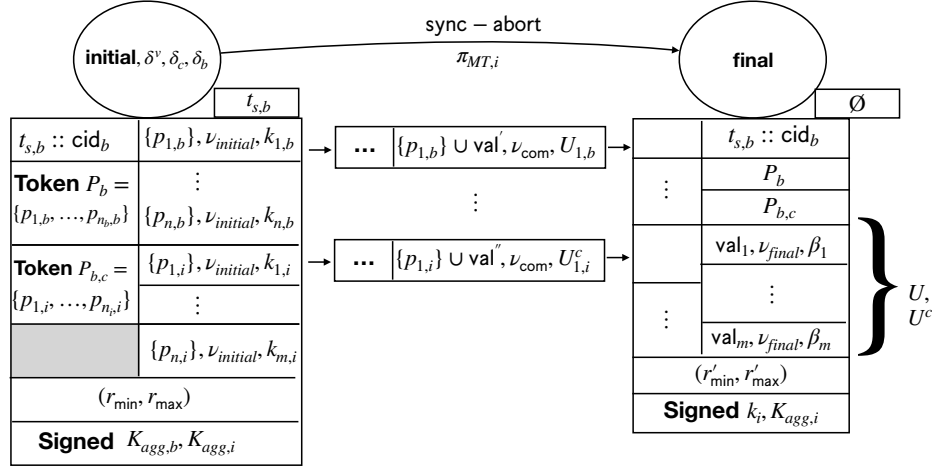 initial, δ^v, δ_c, δ_b
sync – abort
π_{MT,i}
final
t_{s,b}
Ø
t_{s,b} :: cid_b
{p_{1,b}}, ν_{initial}, k_{1,b}
Token P_b =
{p_{1,b}, …, p_{n_b,b}}
⋮
{p_{n,b}}, ν_{initial}, k_{n,b}
Token P_{b,c} =
{p_{1,i}, …, p_{n_i,i}}
{p_{1,i}}, ν_{initial}, k_{1,i}
⋮
{p_{n,i}}, ν_{initial}, k_{m,i}
(r_{min}, r_{max})
Signed K_{agg,b}, K_{agg,i}
... {p_{1,b}} ∪ val', ν_{com}, U_{1,b}
⋮
... {p_{1,i}} ∪ val'', ν_{com}, U^c_{1,i}
t_{s,b} :: cid_b
⋮
P_b
P_{b,c}
val_1, ν_{final}, β_1
⋮
⋮
val_m, ν_{final}, β_m
(r'_{min}, r'_{max})
Signed k_i, K_{agg,i}
}
U,
U^c